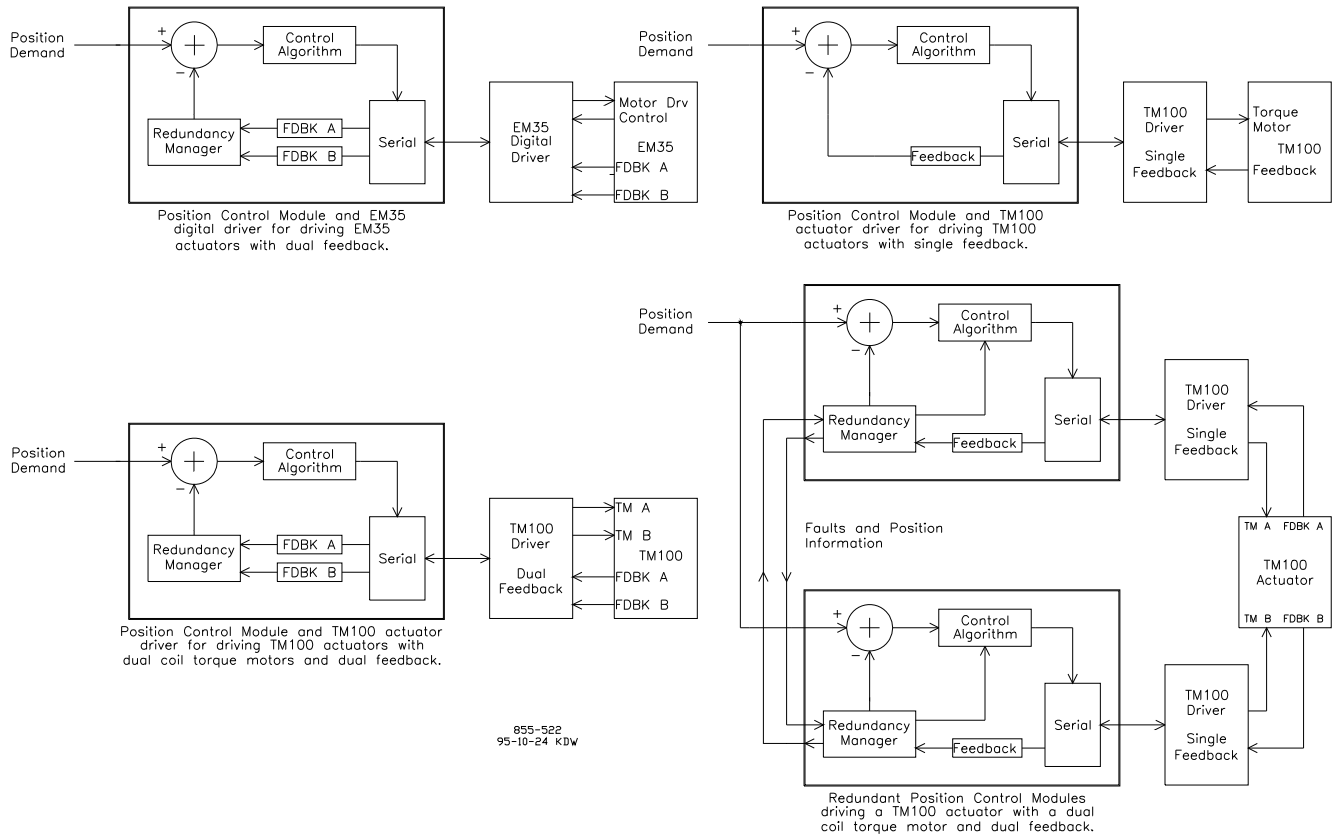 Position
Demand
+
−
Control
Algorithm
Redundancy
Manager
FDBK A
FDBK B
Serial
EM35
Digital
Driver
Motor Drv
Control
EM35
FDBK A
FDBK B
Position Control Module and EM35
digital driver for driving EM35
actuators with dual feedback.
Position
Demand
+
−
Control
Algorithm
Feedback
Serial
TM100
Driver
Single
Feedback
Torque
Motor
TM100
Feedback
Position Control Module and TM100
actuator driver for driving TM100
actuators with single feedback.
Position
Demand
+
−
Control
Algorithm
Redundancy
Manager
FDBK A
FDBK B
Serial
TM100
Driver
Dual
Feedback
TM A
TM B
TM100
FDBK A
FDBK B
Position Control Module and TM100 actuator
driver for driving TM100 actuators with
dual coil torque motors and dual feedback.
855-522
95-10-24 KDW
Position
Demand
+
−
Control
Algorithm
Redundancy
Manager
Feedback
Serial
TM100
Driver
Single
Feedback
Faults and Position
Information
TM A FDBK A
TM100
Actuator
TM B FDBK B
+
−
Control
Algorithm
Redundancy
Manager
Feedback
Serial
TM100
Driver
Single
Feedback
Redundant Position Control Modules
driving a TM100 actuator with a dual
coil torque motor and dual feedback.